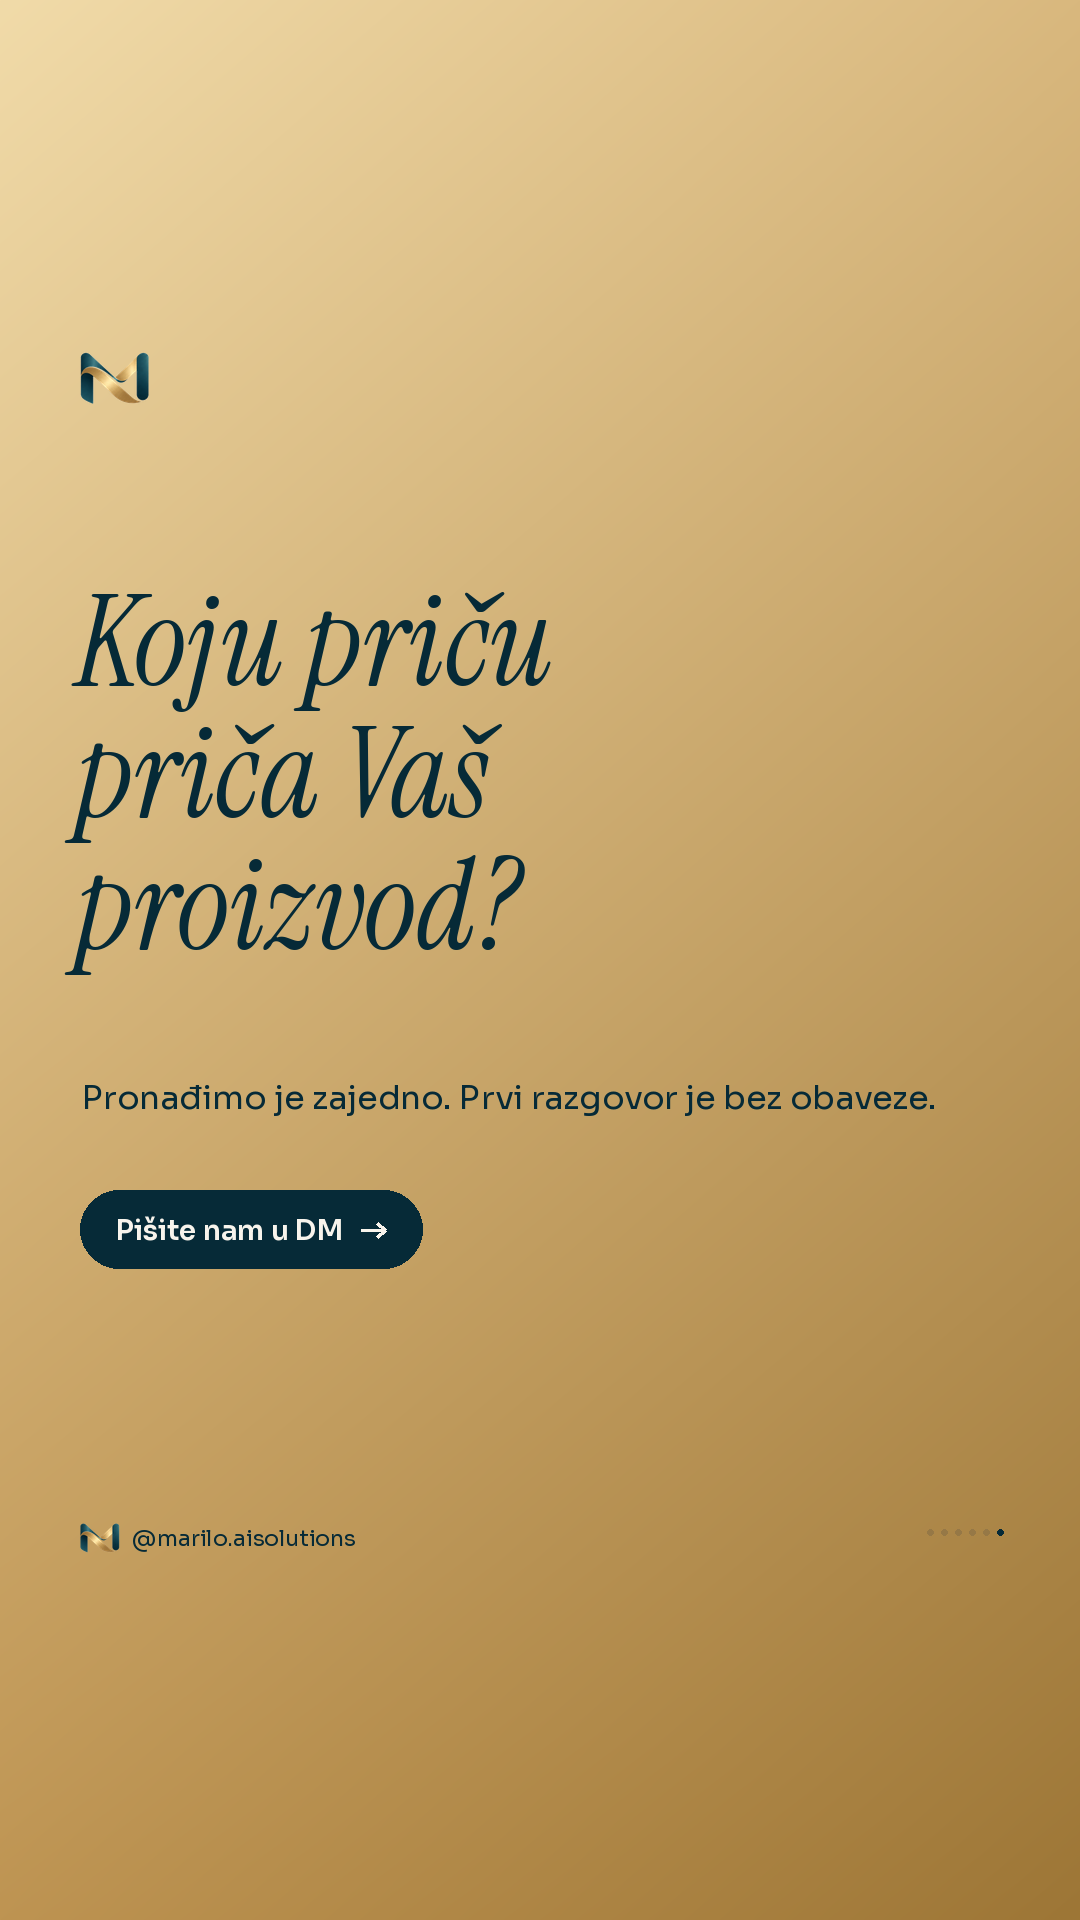 Koju priču
priča Vaš
proizvod?
Pronađimo je zajedno. Prvi razgovor je bez obaveze.
Pišite nam u DM →
@marilo.aisolutions